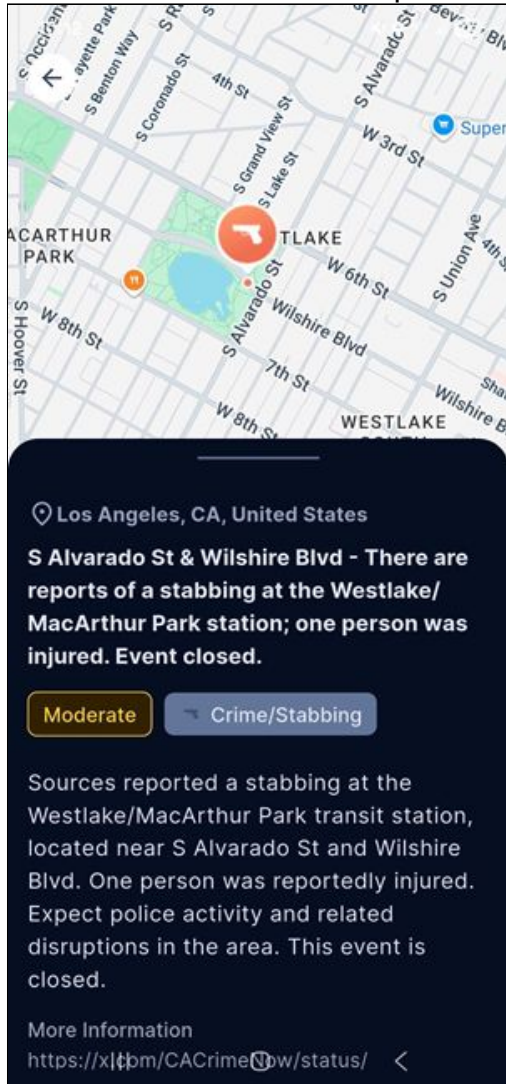 S Benton Way
S Coronado St
4th St
S Grand View St
S Lake St
S Alvarado St
W 3rd St
Super
S Union Ave
4th S
ACARTHUR
PARK
TLAKE
W 6th St
Wilshire Blvd
S Alvarado St
7th St
S Hoover St
W 8th St
W 8th St
WESTLAKE
Wilshire B
Los Angeles, CA, United States
S Alvarado St & Wilshire Blvd - There are
reports of a stabbing at the Westlake/
MacArthur Park station; one person was
injured. Event closed.
Moderate
Crime/Stabbing
Sources reported a stabbing at the
Westlake/MacArthur Park transit station,
located near S Alvarado St and Wilshire
Blvd. One person was reportedly injured.
Expect police activity and related
disruptions in the area. This event is
closed.
More Information
https://x.com/CACrimeNow/status/